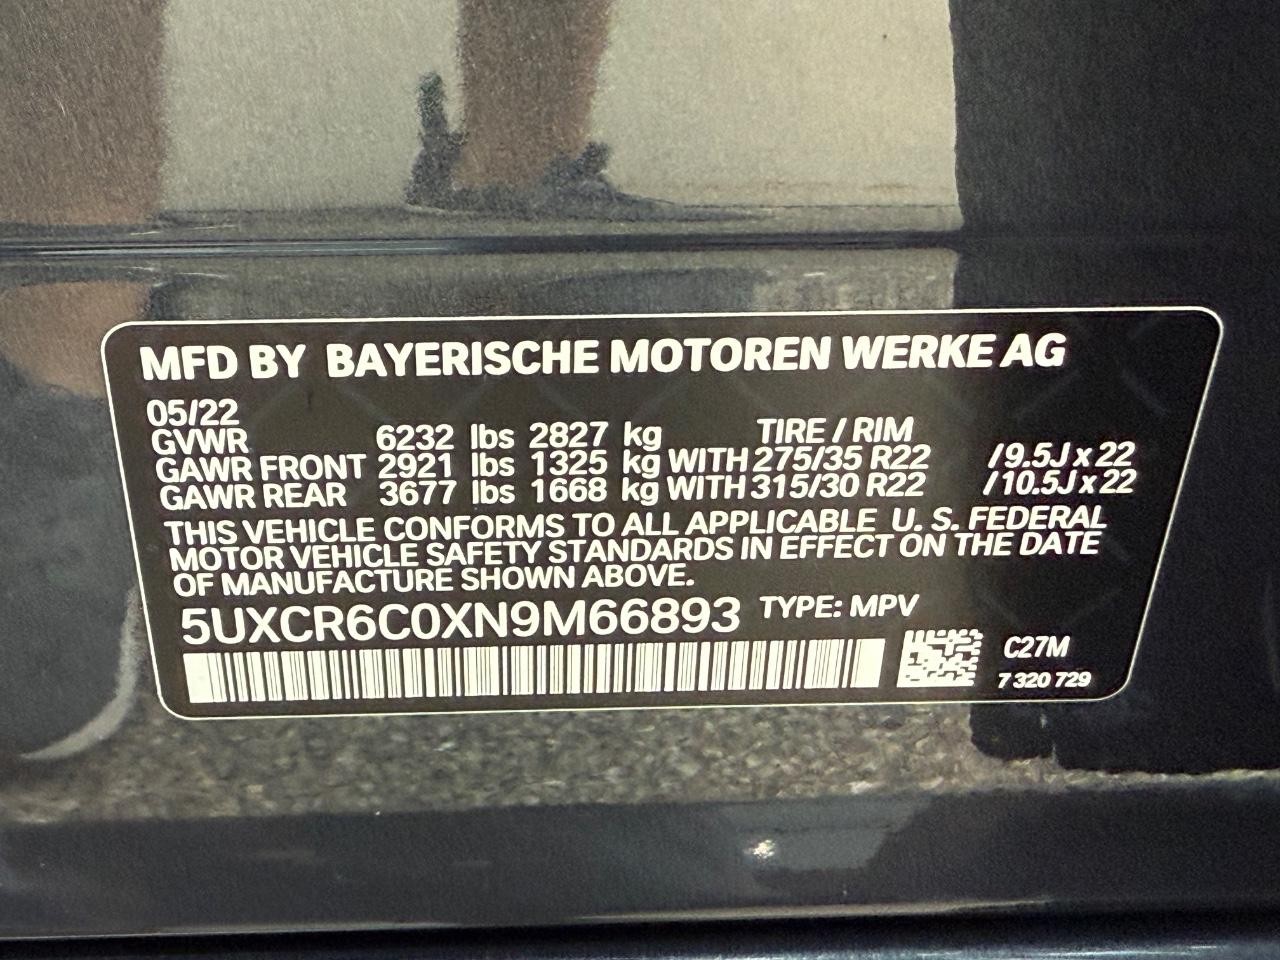 MFD BY BAYERISCHE MOTOREN WERKE AG
05/22
GVWR 6232 lbs 2827 kg TIRE / RIM
GAWR FRONT 2921 lbs 1325 kg WITH 275/35 R22 /9.5J x 22
GAWR REAR 3677 lbs 1668 kg WITH 315/30 R22 /10.5J x 22
THIS VEHICLE CONFORMS TO ALL APPLICABLE U. S. FEDERAL
MOTOR VEHICLE SAFETY STANDARDS IN EFFECT ON THE DATE
OF MANUFACTURE SHOWN ABOVE.
5UXCR6C0XN9M66893 TYPE: MPV
C27M
7 320 729